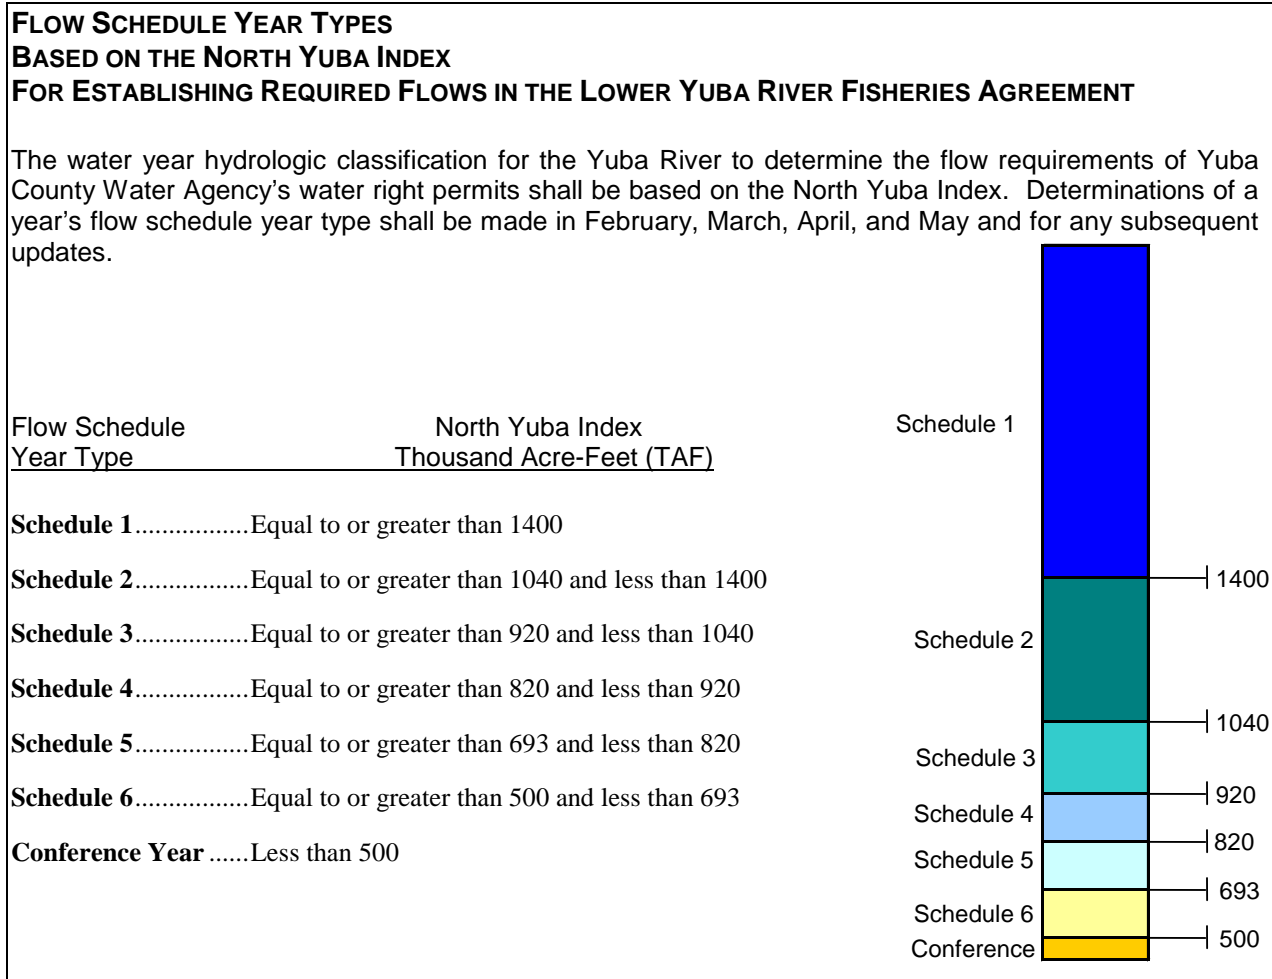 FLOW SCHEDULE YEAR TYPES
BASED ON THE NORTH YUBA INDEX
FOR ESTABLISHING REQUIRED FLOWS IN THE LOWER YUBA RIVER FISHERIES AGREEMENT
The water year hydrologic classification for the Yuba River to determine the flow requirements of Yuba
County Water Agency's water right permits shall be based on the North Yuba Index. Determinations of a
year's flow schedule year type shall be made in February, March, April, and May and for any subsequent
updates.
Flow Schedule North Yuba Index
Year Type Thousand Acre-Feet (TAF)
Schedule 1.................Equal to or greater than 1400
Schedule 2.................Equal to or greater than 1040 and less than 1400
Schedule 3.................Equal to or greater than 920 and less than 1040
Schedule 4.................Equal to or greater than 820 and less than 920
Schedule 5.................Equal to or greater than 693 and less than 820
Schedule 6.................Equal to or greater than 500 and less than 693
Conference Year ......Less than 500
Schedule 1
1400
Schedule 2
1040
Schedule 3
920
Schedule 4
820
Schedule 5
693
Schedule 6
500
Conference